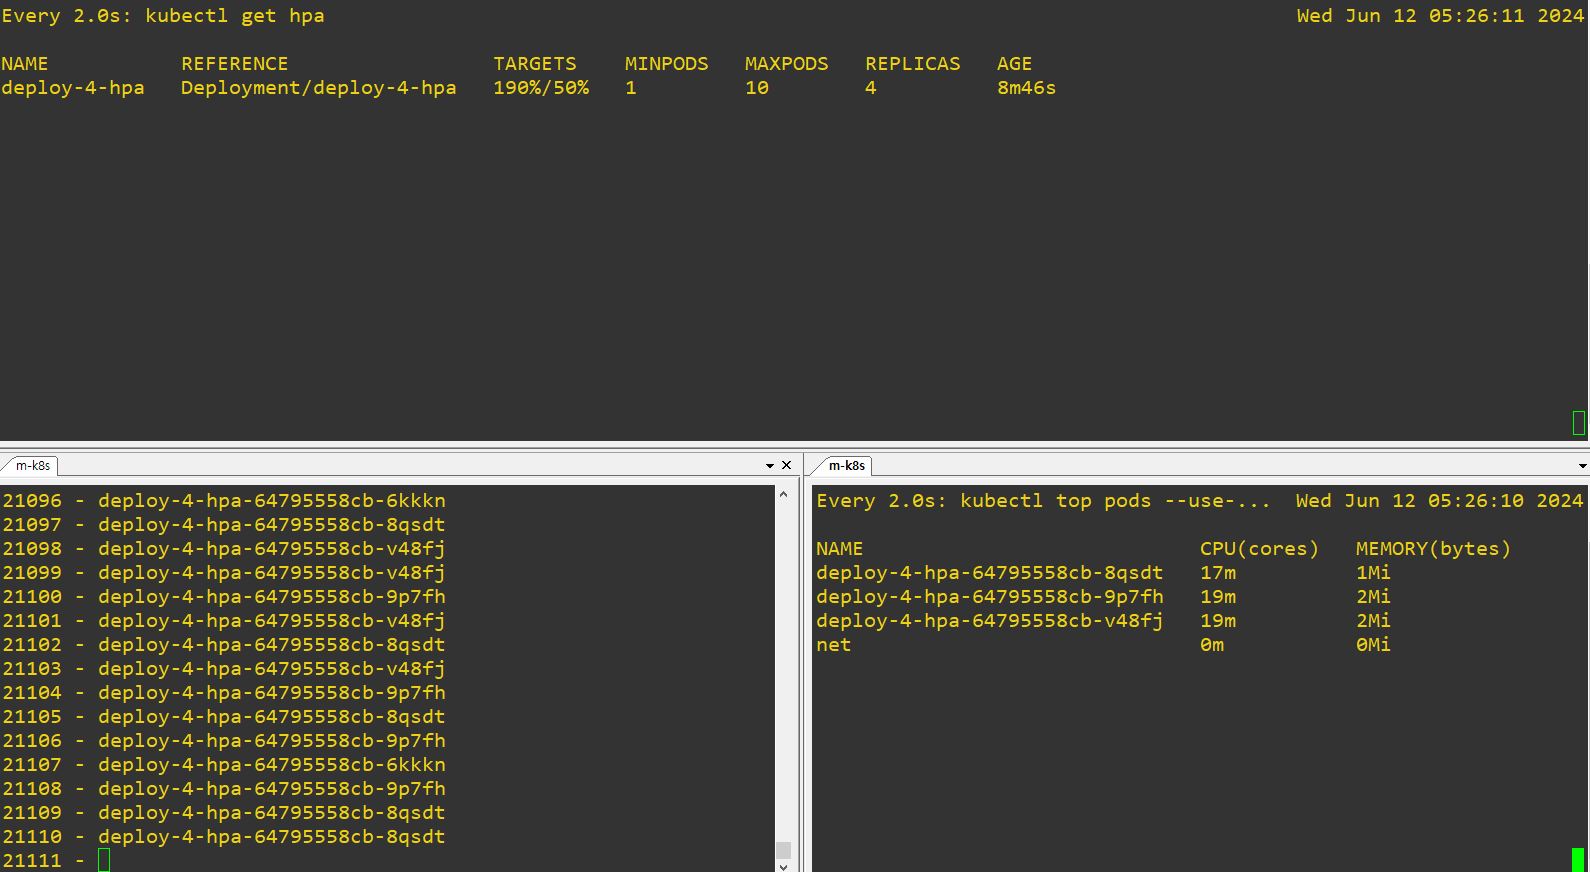 Every 2.0s: kubectl get hpa Wed Jun 12 05:26:11 2024
NAME REFERENCE TARGETS MINPODS MAXPODS REPLICAS AGE
deploy-4-hpa Deployment/deploy-4-hpa 190%/50% 1 10 4 8m46s
m-k8s
21096 - deploy-4-hpa-64795558cb-6kkkn
21097 - deploy-4-hpa-64795558cb-8qsdt
21098 - deploy-4-hpa-64795558cb-v48fj
21099 - deploy-4-hpa-64795558cb-v48fj
21100 - deploy-4-hpa-64795558cb-9p7fh
21101 - deploy-4-hpa-64795558cb-v48fj
21102 - deploy-4-hpa-64795558cb-8qsdt
21103 - deploy-4-hpa-64795558cb-v48fj
21104 - deploy-4-hpa-64795558cb-9p7fh
21105 - deploy-4-hpa-64795558cb-8qsdt
21106 - deploy-4-hpa-64795558cb-9p7fh
21107 - deploy-4-hpa-64795558cb-6kkkn
21108 - deploy-4-hpa-64795558cb-9p7fh
21109 - deploy-4-hpa-64795558cb-8qsdt
21110 - deploy-4-hpa-64795558cb-8qsdt
21111 -
m-k8s
Every 2.0s: kubectl top pods --use-... Wed Jun 12 05:26:10 2024
NAME CPU(cores) MEMORY(bytes)
deploy-4-hpa-64795558cb-8qsdt 17m 1Mi
deploy-4-hpa-64795558cb-9p7fh 19m 2Mi
deploy-4-hpa-64795558cb-v48fj 19m 2Mi
net 0m 0Mi